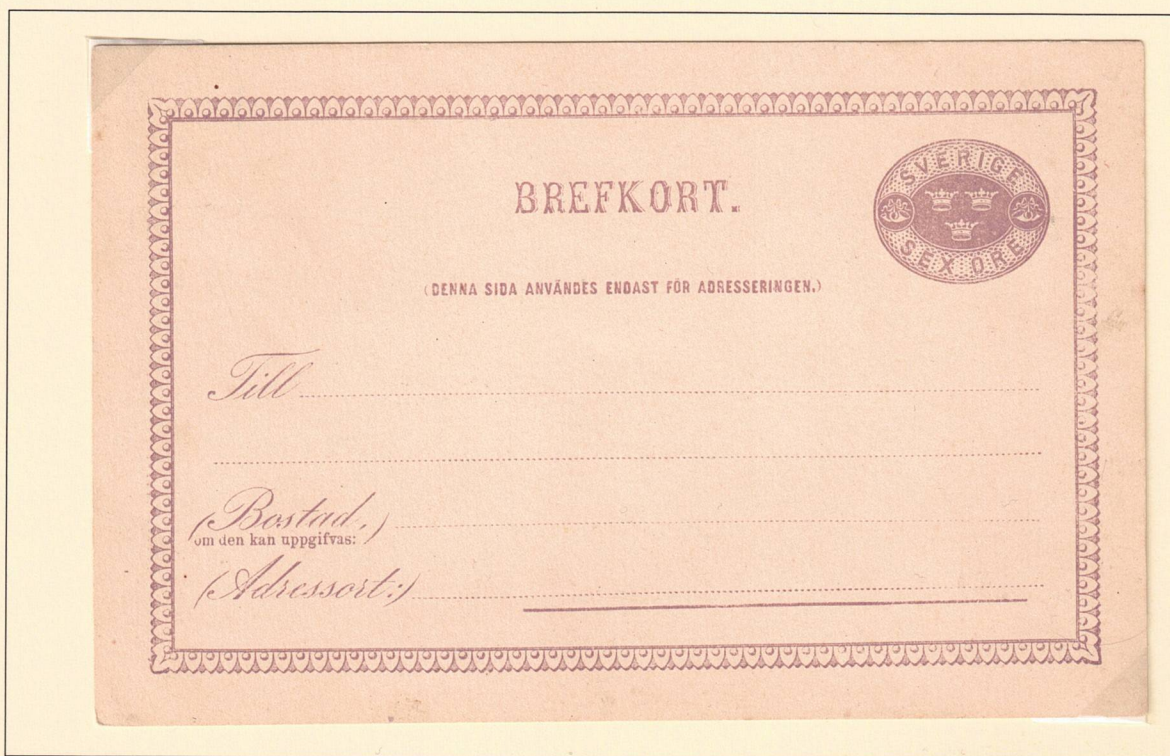 SVERIGE
SEX ÖRE
BREFKORT.
(DENNA SIDA ANVÄNDES ENDAST FÖR ADRESSERINGEN.)
Till
(Bostad,)
om den kan uppgifvas:
(Adressort:)